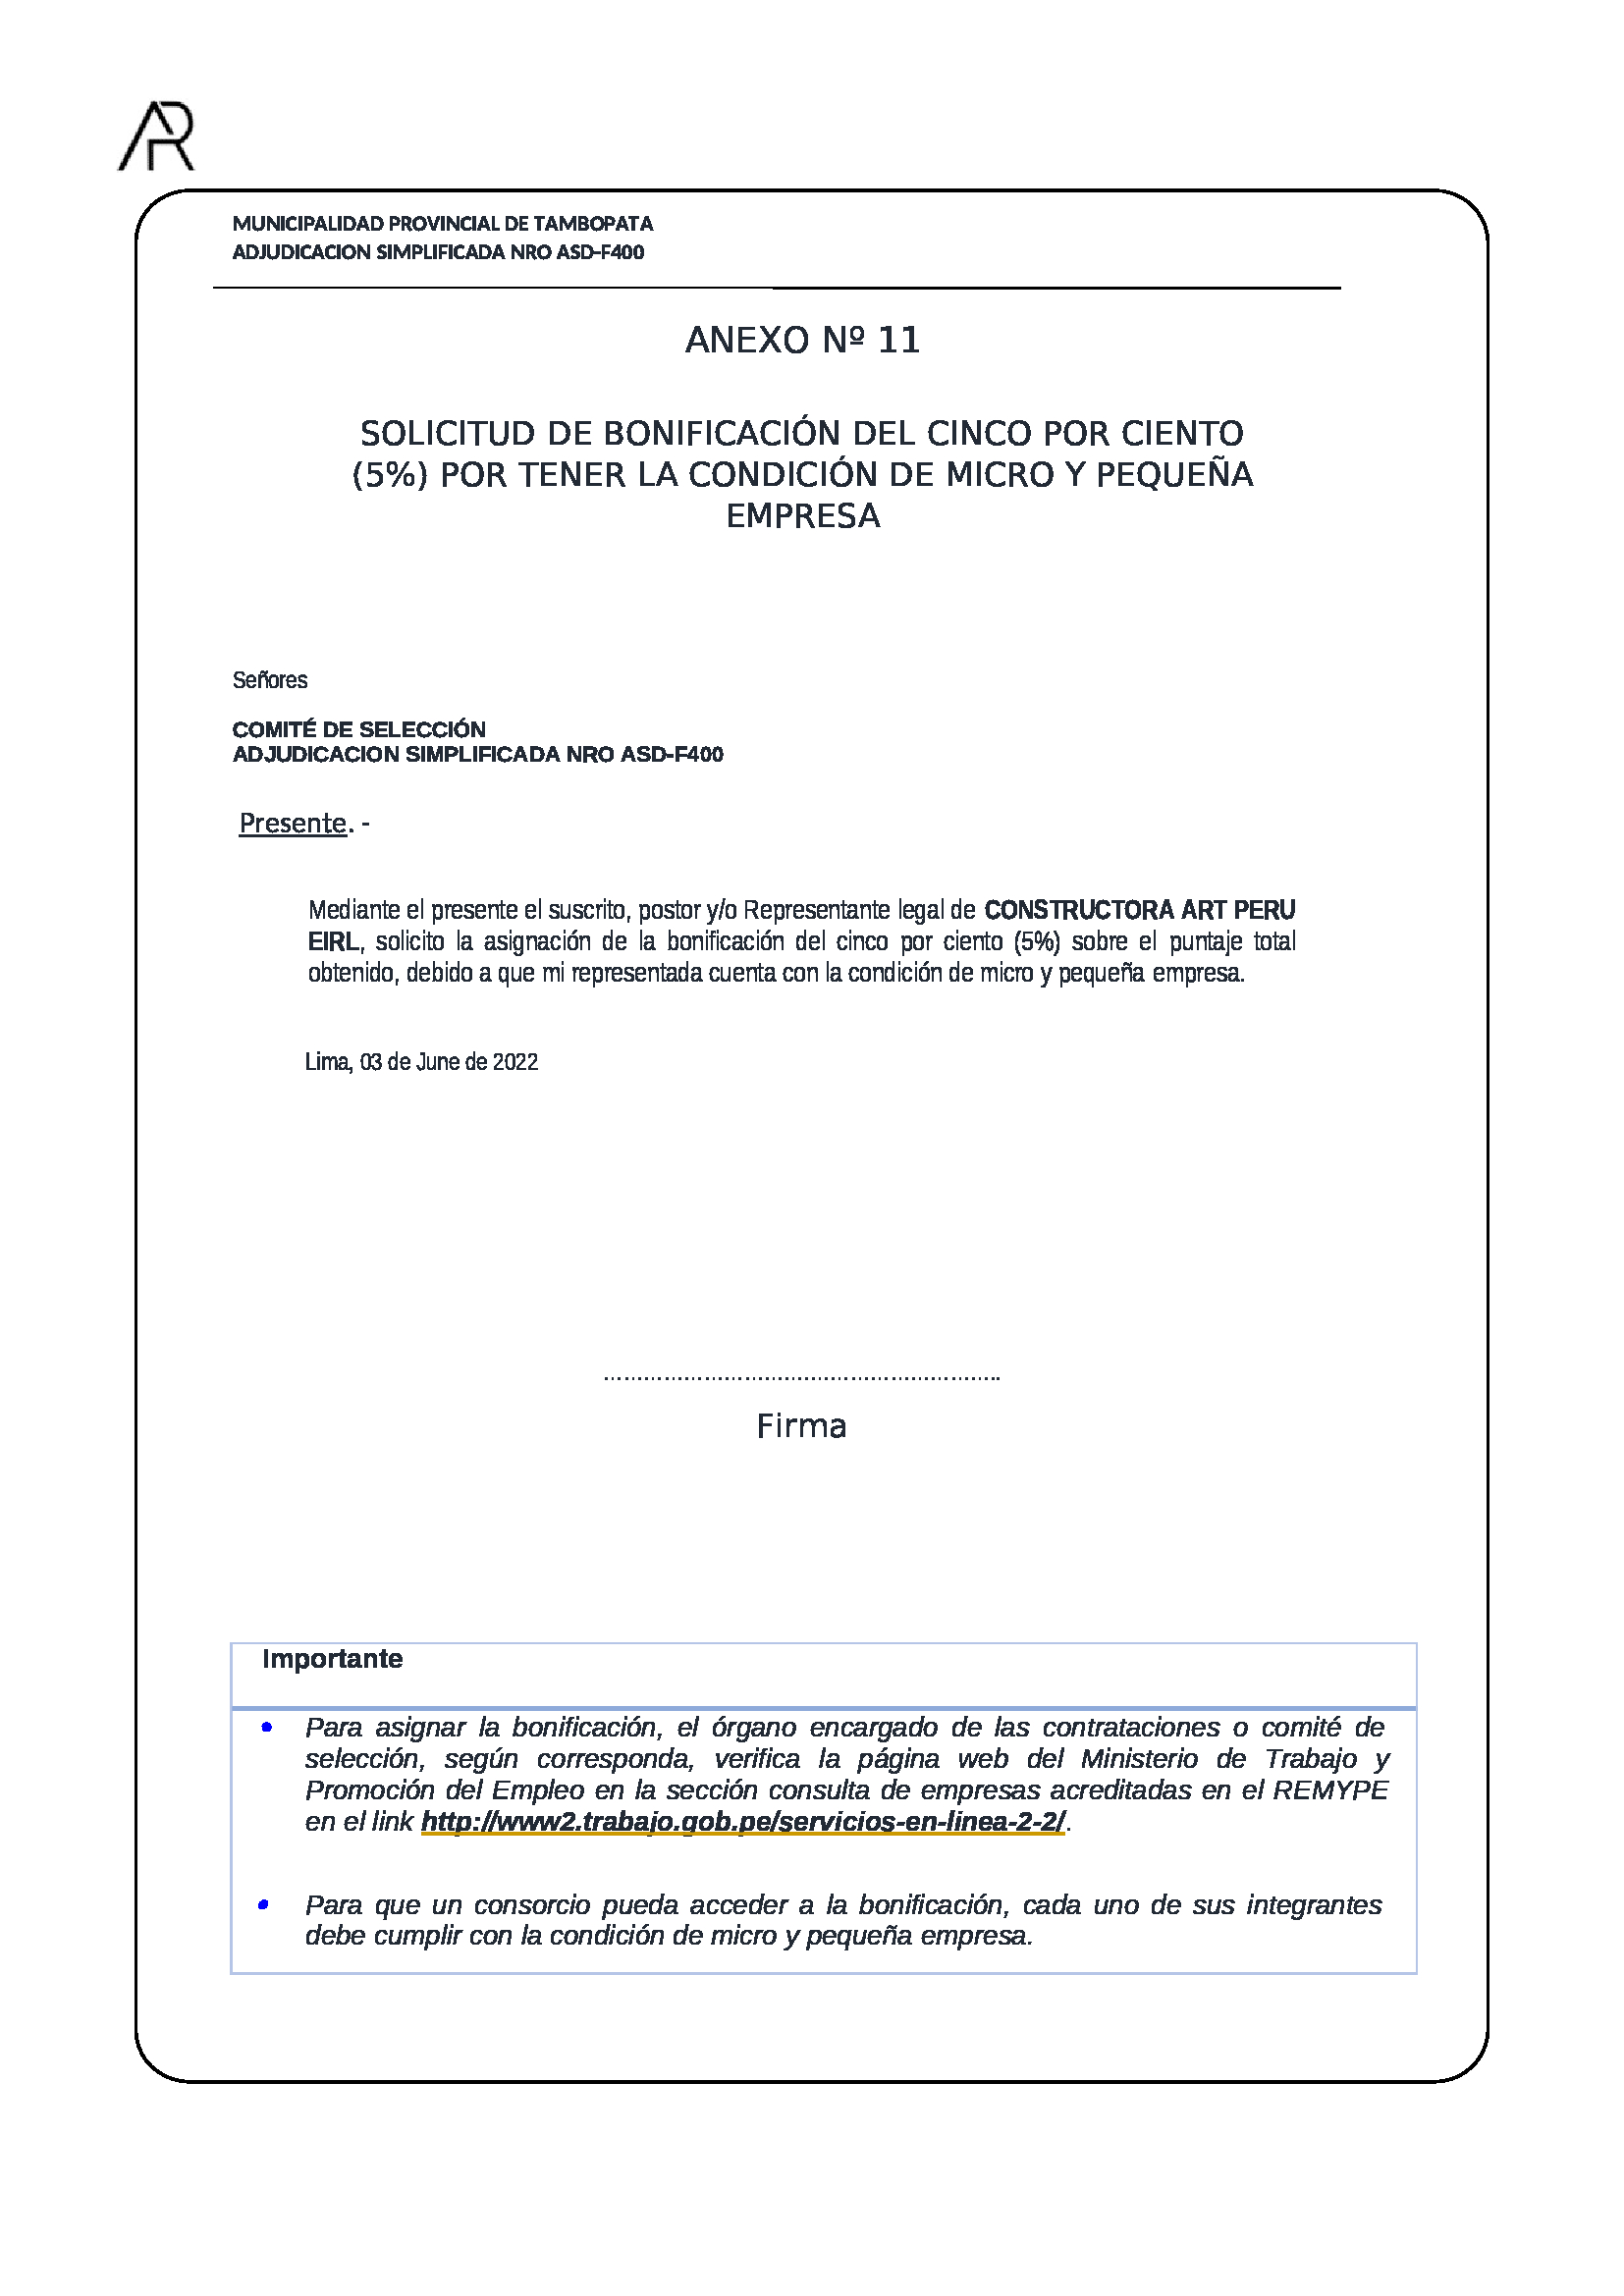 AR
MUNICIPALIDAD PROVINCIAL DE TAMBOPATA
ADJUDICACION SIMPLIFICADA NRO ASD-F400
ANEXO Nº 11
SOLICITUD DE BONIFICACIÓN DEL CINCO POR CIENTO
(5%) POR TENER LA CONDICIÓN DE MICRO Y PEQUEÑA
EMPRESA
Señores
COMITÉ DE SELECCIÓN
ADJUDICACION SIMPLIFICADA NRO ASD-F400
Presente. -
Mediante el presente el suscrito, postor y/o Representante legal de CONSTRUCTORA ART PERU
EIRL, solicito la asignación de la bonificación del cinco por ciento (5%) sobre el puntaje total
obtenido, debido a que mi representada cuenta con la condición de micro y pequeña empresa.
Lima, 03 de June de 2022
…………………………………………………..
Firma
Importante
• Para asignar la bonificación, el órgano encargado de las contrataciones o comité de
selección, según corresponda, verifica la página web del Ministerio de Trabajo y
Promoción del Empleo en la sección consulta de empresas acreditadas en el REMYPE
en el link http://www2.trabajo.gob.pe/servicios-en-linea-2-2/.
• Para que un consorcio pueda acceder a la bonificación, cada uno de sus integrantes
debe cumplir con la condición de micro y pequeña empresa.